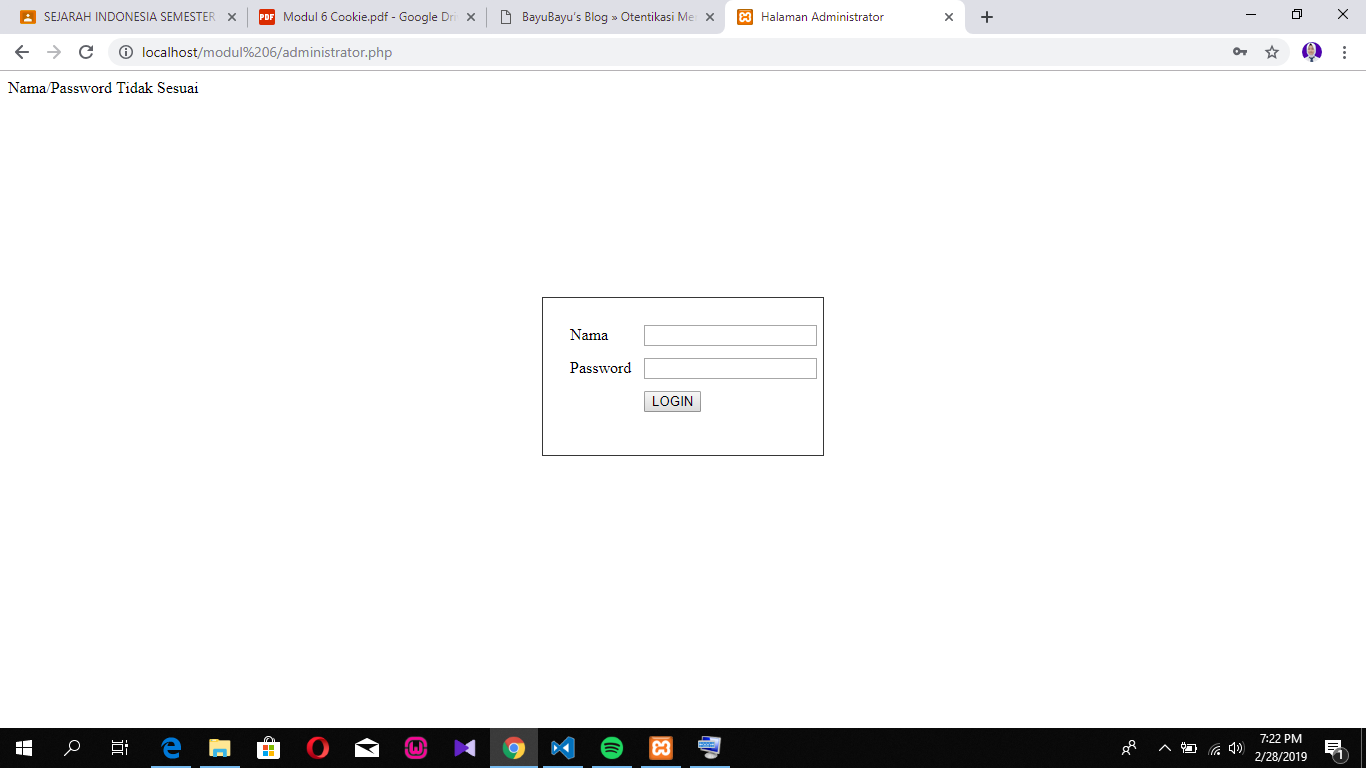 SEJARAH INDONESIA SEMESTER
Modul 6 Cookie.pdf - Google Dri
BayuBayu's Blog » Otentikasi Me
Halaman Administrator
localhost/modul%206/administrator.php
Nama/Password Tidak Sesuai
Nama
Password
LOGIN
7:22 PM
2/28/2019
1